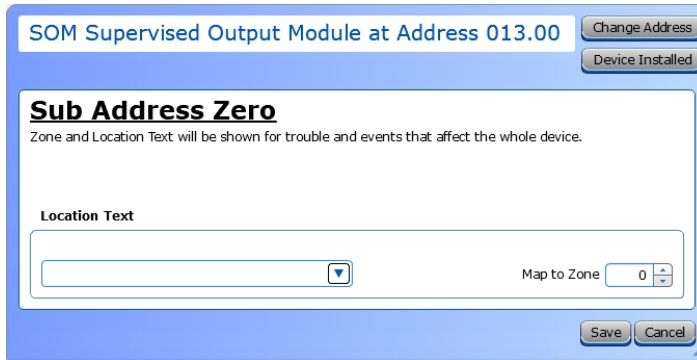 SOM Supervised Output Module at Address 013.00
Change Address
Device Installed
Sub Address Zero
Zone and Location Text will be shown for trouble and events that affect the whole device.
Location Text
Map to Zone 0
Save Cancel